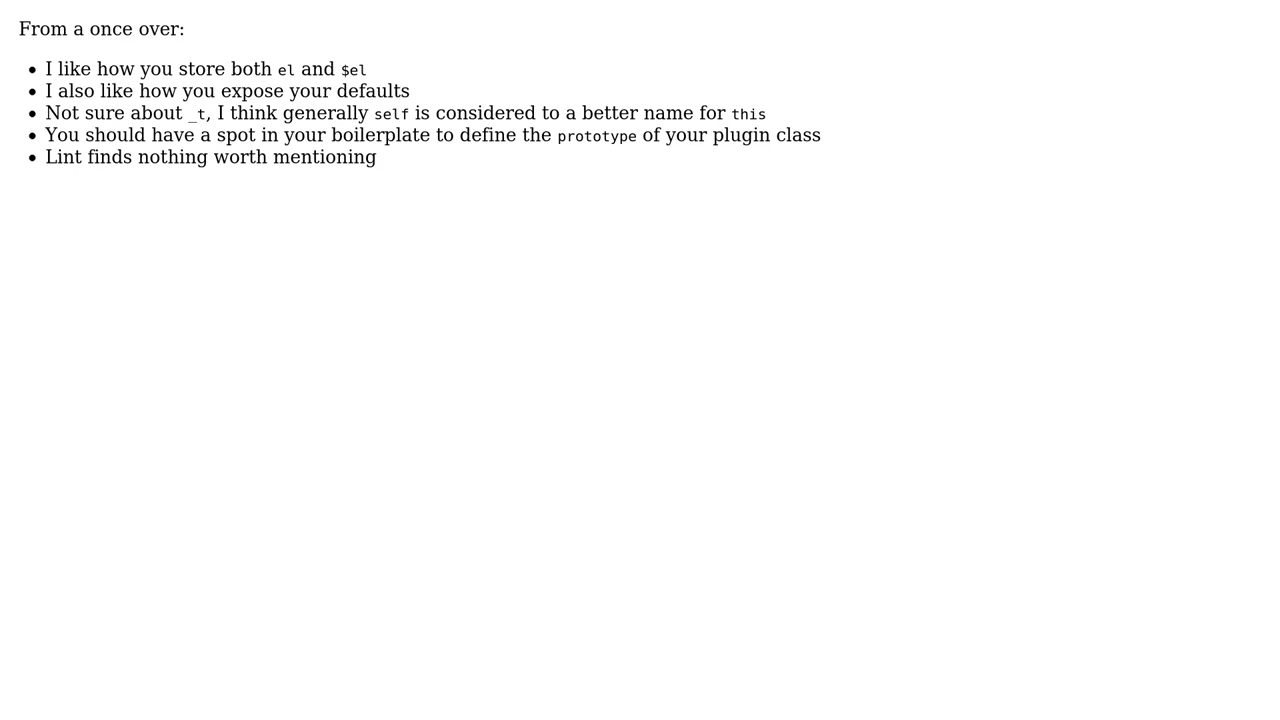 From a once over:
• I like how you store both el and $el
• I also like how you expose your defaults
• Not sure about _t, I think generally self is considered to a better name for this
• You should have a spot in your boilerplate to define the prototype of your plugin class
• Lint finds nothing worth mentioning